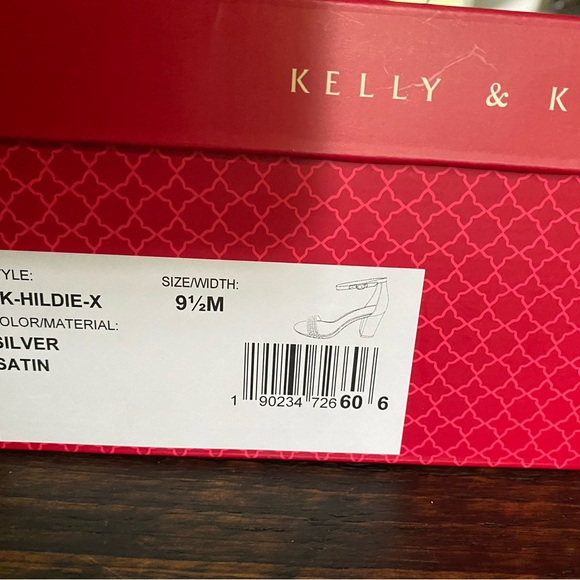 KELLY & K
TYLE:
K-HILDIE-X
OLOR/MATERIAL:
SILVER
SATIN
SIZE/WIDTH:
9½M
1 90234 72660 6